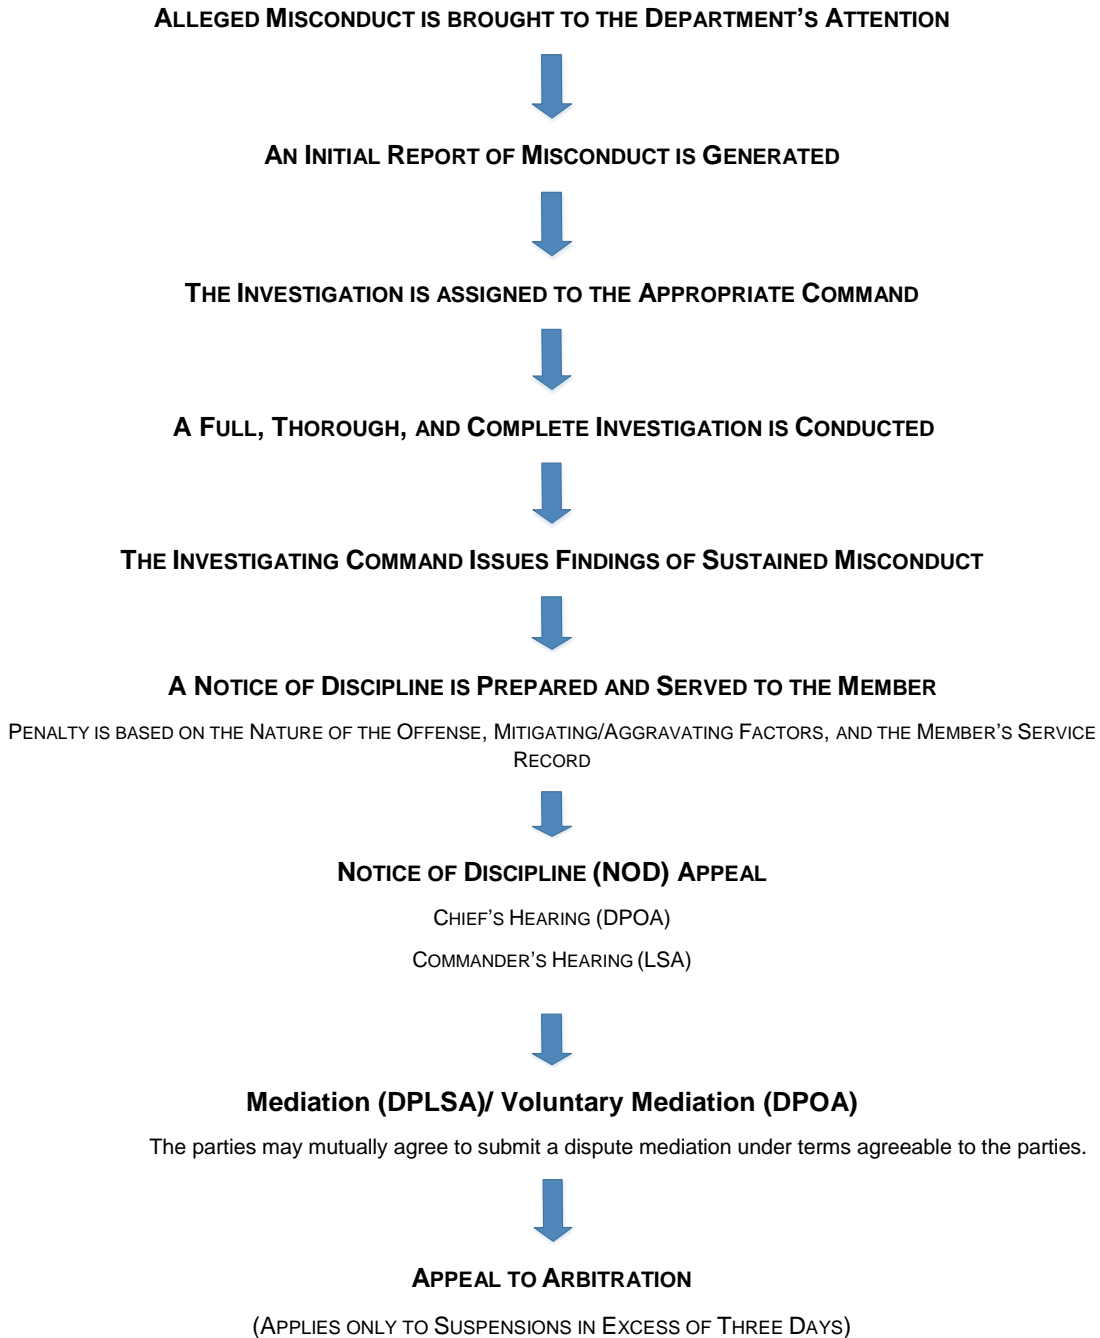 ALLEGED MISCONDUCT IS BROUGHT TO THE DEPARTMENT'S ATTENTION
AN INITIAL REPORT OF MISCONDUCT IS GENERATED
THE INVESTIGATION IS ASSIGNED TO THE APPROPRIATE COMMAND
A FULL, THOROUGH, AND COMPLETE INVESTIGATION IS CONDUCTED
THE INVESTIGATING COMMAND ISSUES FINDINGS OF SUSTAINED MISCONDUCT
A NOTICE OF DISCIPLINE IS PREPARED AND SERVED TO THE MEMBER
PENALTY IS BASED ON THE NATURE OF THE OFFENSE, MITIGATING/AGGRAVATING FACTORS, AND THE MEMBER'S SERVICE
RECORD
NOTICE OF DISCIPLINE (NOD) APPEAL
CHIEF'S HEARING (DPOA)
COMMANDER'S HEARING (LSA)
Mediation (DPLSA)/ Voluntary Mediation (DPOA)
The parties may mutually agree to submit a dispute mediation under terms agreeable to the parties.
APPEAL TO ARBITRATION
(APPLIES ONLY TO SUSPENSIONS IN EXCESS OF THREE DAYS)